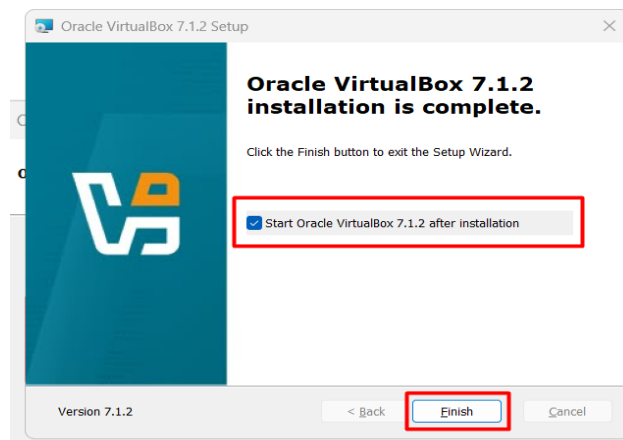 Oracle VirtualBox 7.1.2 Setup
Oracle VirtualBox 7.1.2
installation is complete.
Click the Finish button to exit the Setup Wizard.
Start Oracle VirtualBox 7.1.2 after installation
Version 7.1.2
< Back
Finish
Cancel